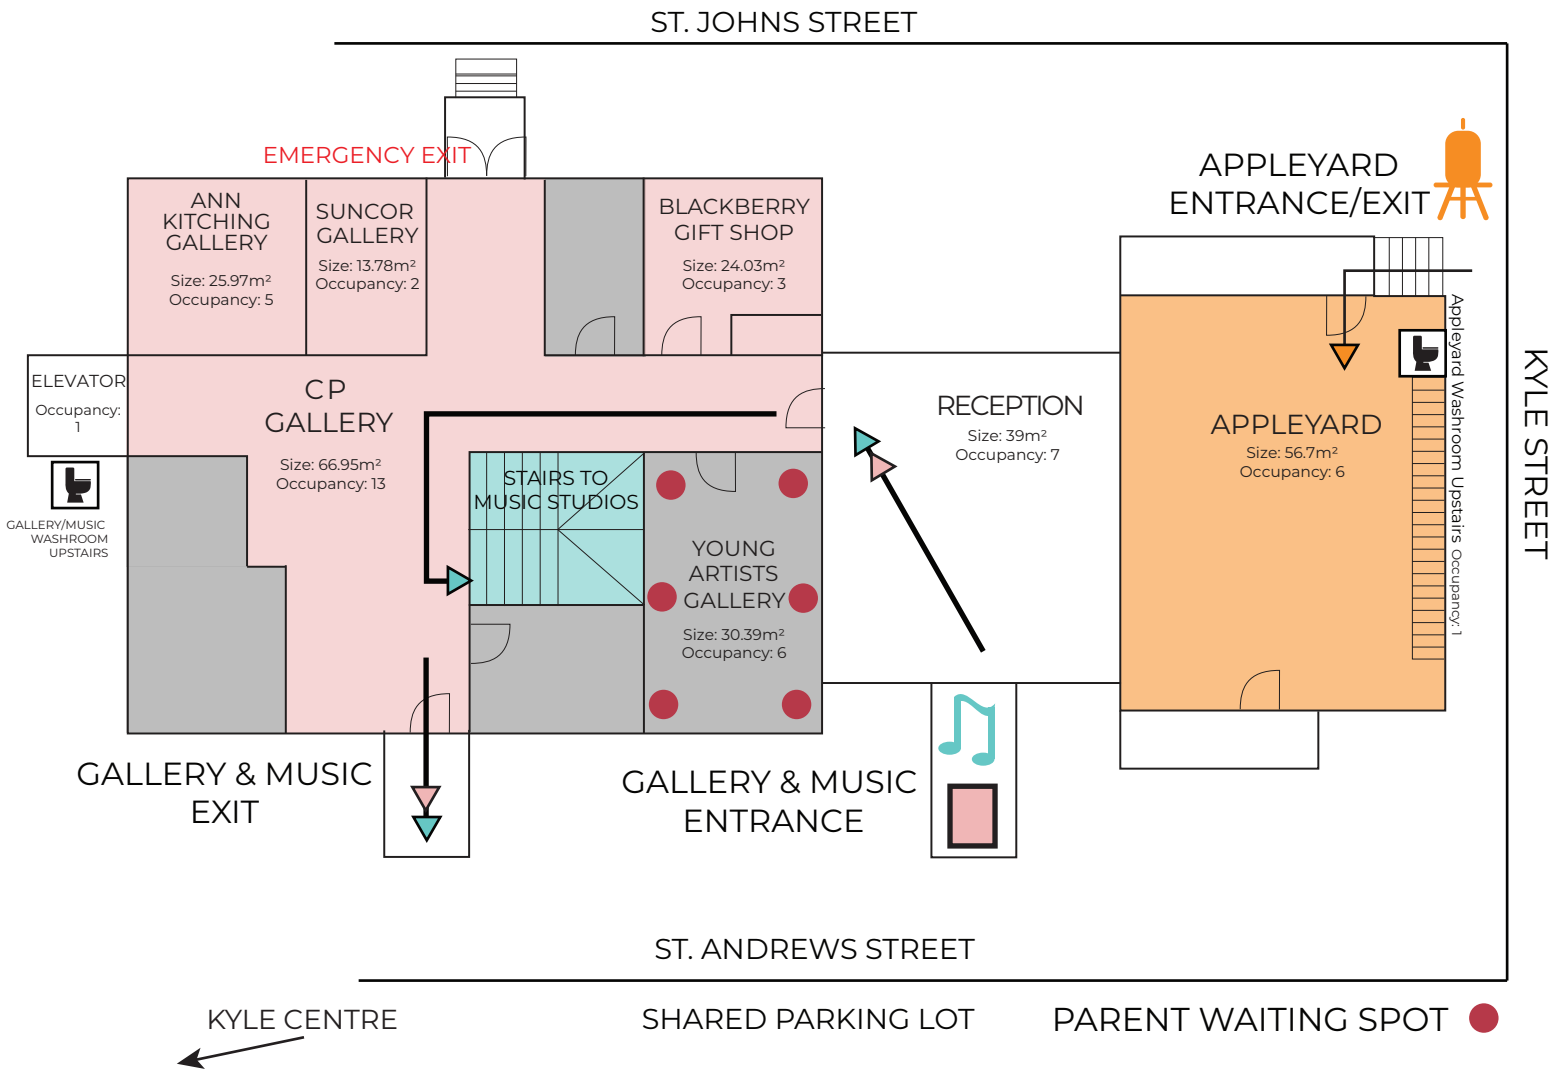 ST. JOHNS STREET
EMERGENCY EXIT
APPLEYARD
ENTRANCE/EXIT
ANN
KITCHING
GALLERY
Size: 25.97m²
Occupancy: 5
SUNCOR
GALLERY
Size: 13.78m²
Occupancy: 2
BLACKBERRY
GIFT SHOP
Size: 24.03m²
Occupancy: 3
ELEVATOR
Occupancy:
1
CP
GALLERY
Size: 66.95m²
Occupancy: 13
RECEPTION
Size: 39m²
Occupancy: 7
APPLEYARD
Size: 56.7m²
Occupancy: 6
Appleyard Washroom Upstairs Occupancy: 1
KYLE STREET
STAIRS TO
MUSIC STUDIOS
GALLERY/MUSIC
WASHROOM
UPSTAIRS
YOUNG
ARTISTS
GALLERY
Size: 30.39m²
Occupancy: 6
GALLERY & MUSIC
EXIT
GALLERY & MUSIC
ENTRANCE
ST. ANDREWS STREET
KYLE CENTRE
SHARED PARKING LOT
PARENT WAITING SPOT